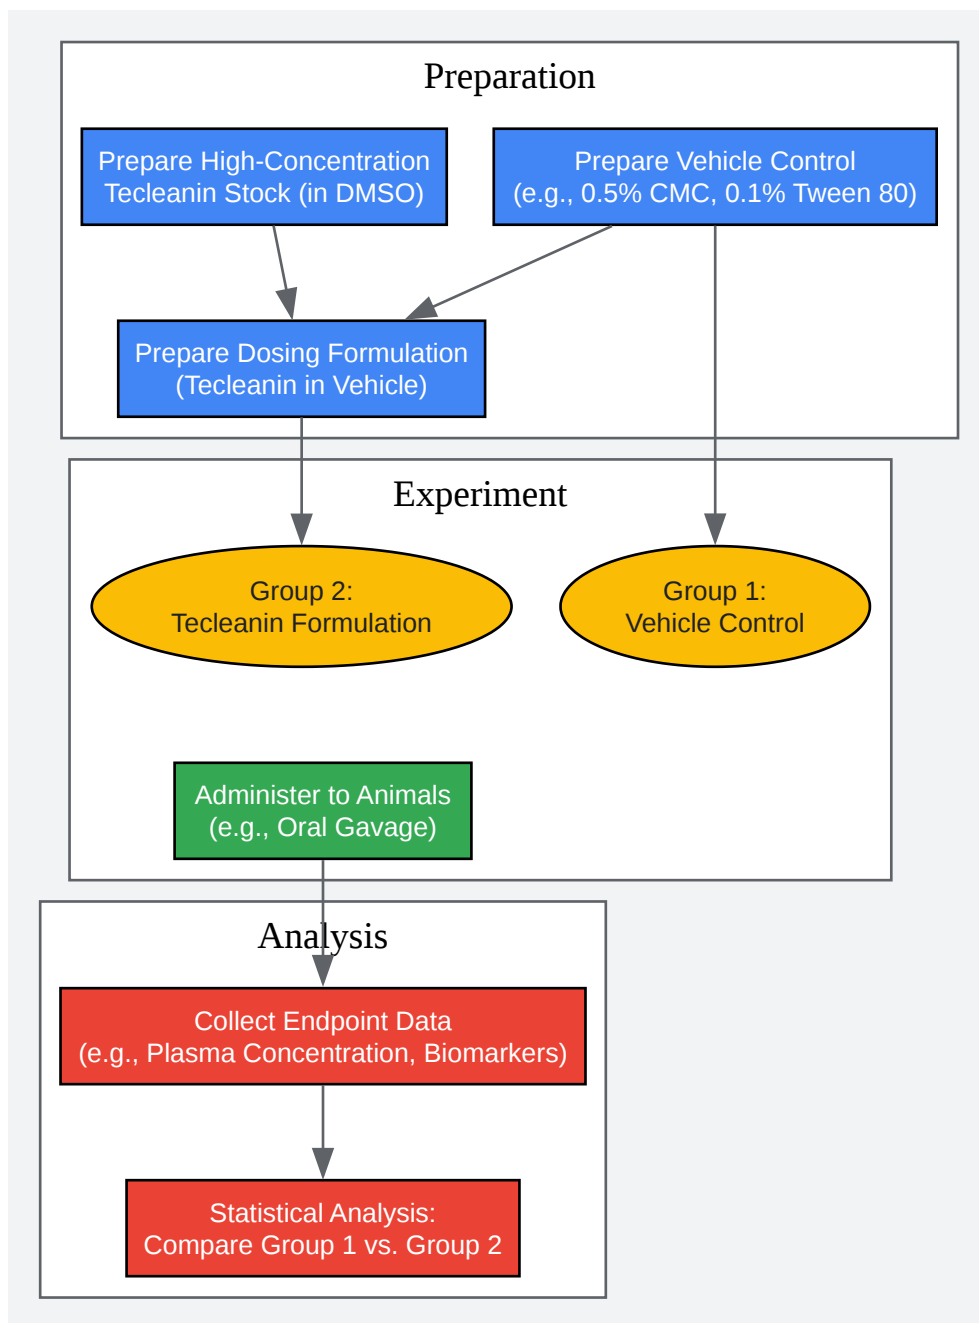 Preparation
Prepare High-Concentration
Tecleanin Stock (in DMSO)
Prepare Vehicle Control
(e.g., 0.5% CMC, 0.1% Tween 80)
Prepare Dosing Formulation
(Tecleanin in Vehicle)
Experiment
Group 2:
Tecleanin Formulation
Group 1:
Vehicle Control
Administer to Animals
(e.g., Oral Gavage)
Analysis
Collect Endpoint Data
(e.g., Plasma Concentration, Biomarkers)
Statistical Analysis:
Compare Group 1 vs. Group 2